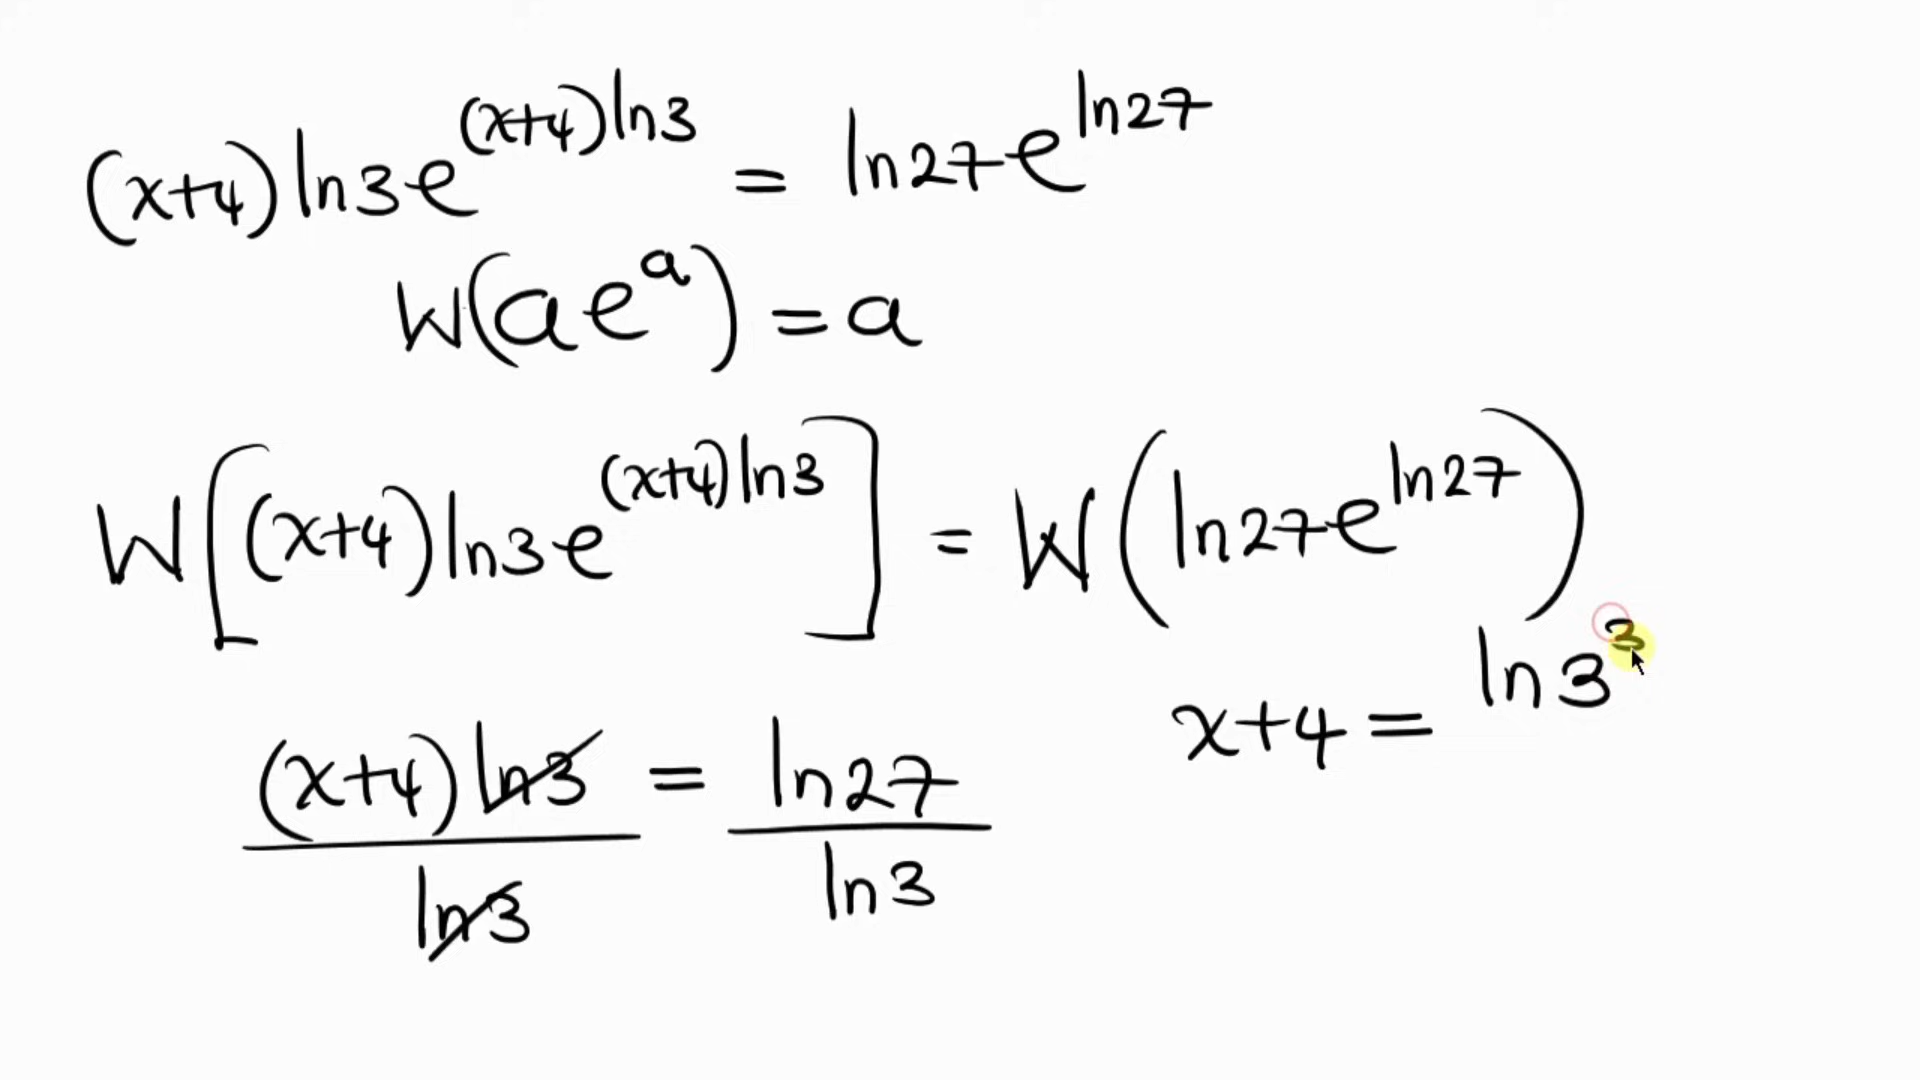 (x+4)ln3e^{(x+4)ln3} = ln27e^{ln27}
W(ae^a) = a
W[(x+4)ln3e^{(x+4)ln3}] = W(ln27e^{ln27})
(x+4)ln3/ln3 = ln27/ln3
x+4 = ln3^3